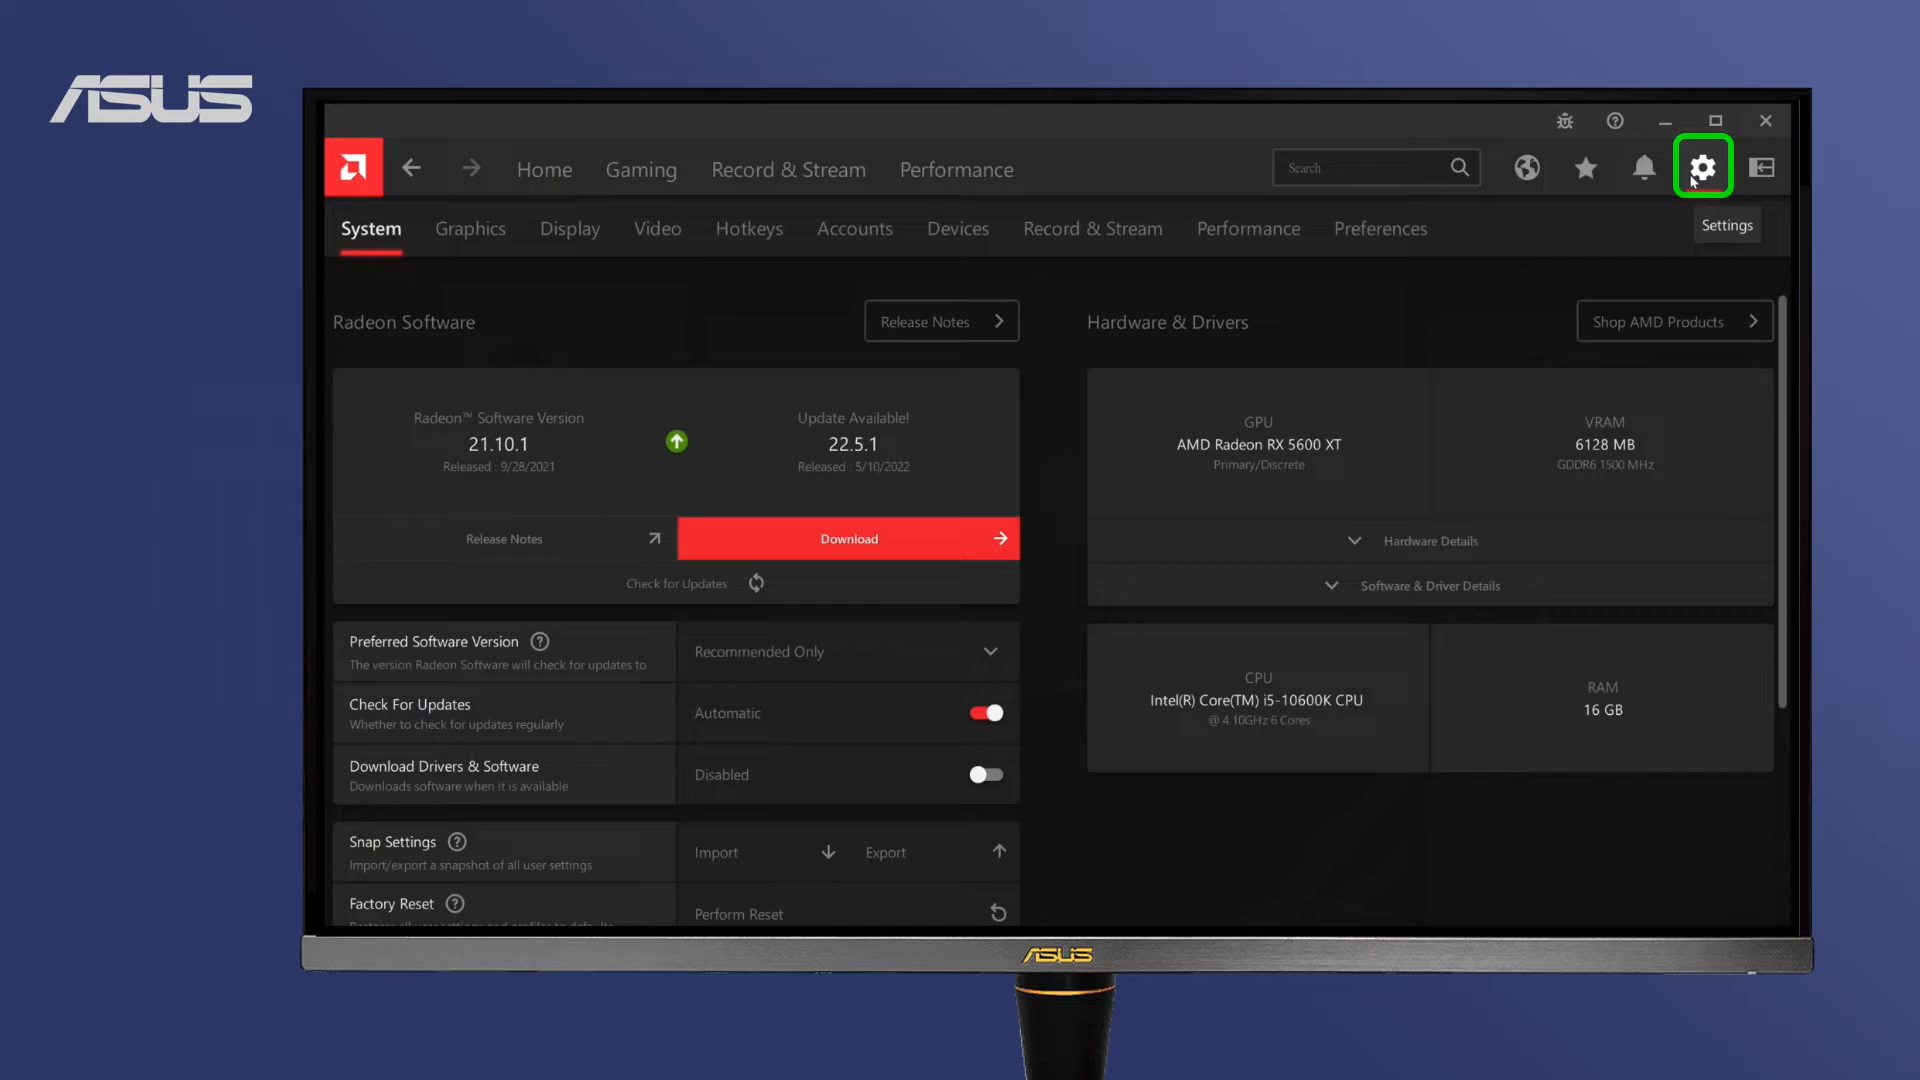 ASUS
Home Gaming Record & Stream Performance
Search
System Graphics Display Video Hotkeys Accounts Devices Record & Stream Performance Preferences
Settings
Radeon Software
Release Notes
Hardware & Drivers
Shop AMD Products
Radeon™ Software Version
21.10.1
Released : 9/28/2021
Update Available!
22.5.1
Released : 5/10/2022
Release Notes
Download
Check for Updates
GPU
AMD Radeon RX 5600 XT
Primary/Discrete
VRAM
6128 MB
GDDR6 1500 MHz
Hardware Details
Software & Driver Details
Preferred Software Version
The version Radeon Software will check for updates to
Recommended Only
Check For Updates
Whether to check for updates regularly
Automatic
Download Drivers & Software
Downloads software when it is available
Disabled
Snap Settings
Import/export a snapshot of all user settings
Import
Export
Factory Reset
Perform Reset
CPU
Intel(R) Core(TM) i5-10600K CPU
@ 4.10GHz 6 Cores
RAM
16 GB
ASUS